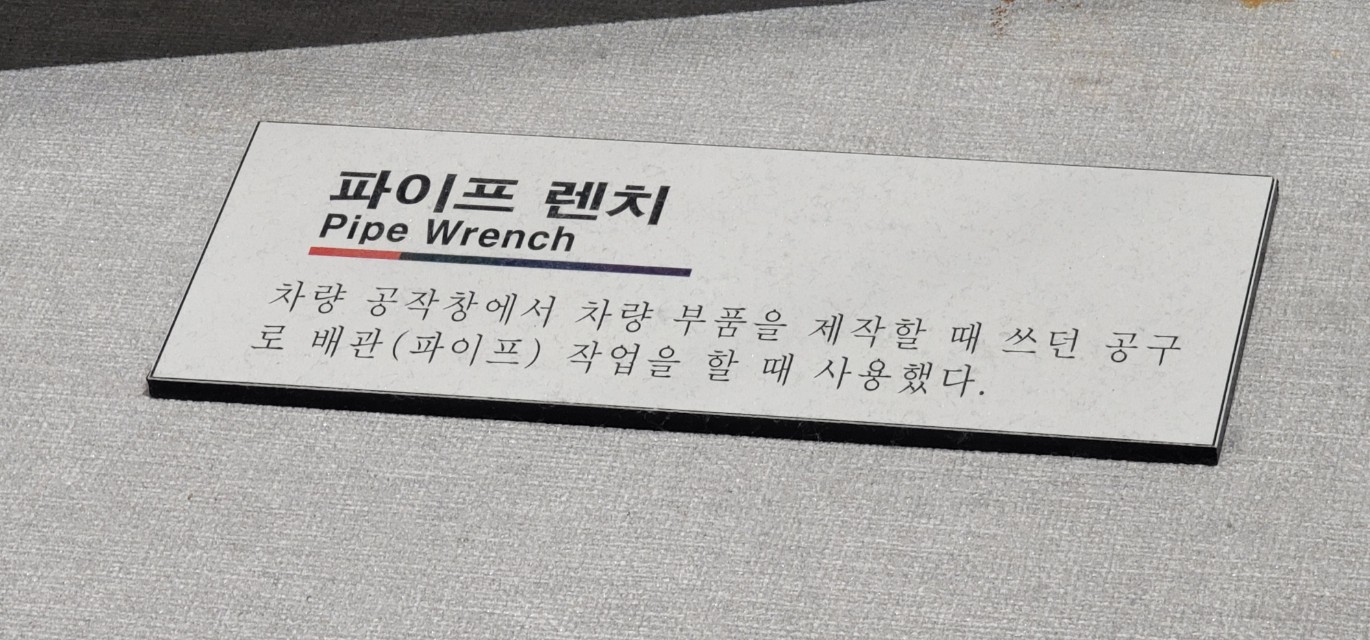 파이프 렌치
Pipe Wrench
차량 공작창에서 차량 부품을 제작할 때 쓰던 공구
로 배관(파이프) 작업을 할 때 사용했다.